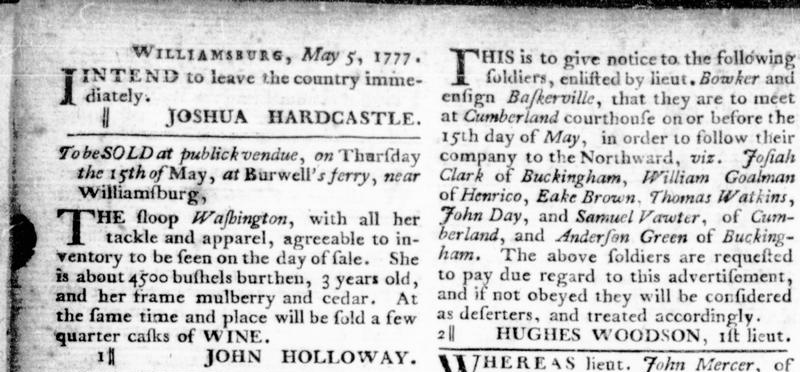 WILLIAMSBURG, May 5, 1777.
I INTEND to leave the country imme-
diately.
|| JOSHUA HARDCASTLE.
To be SOLD at publick vendue, on Thurſday
the 15th of May, at Burwell's ferry, near
Williamſburg,
THE ſloop Waſhington, with all her
tackle and apparel, agreeable to in-
ventory to be ſeen on the day of ſale. She
is about 4500 buſhels burthen, 3 years old,
and her frame mulberry and cedar. At
the ſame time and place will be ſold a few
quarter caſks of WINE.
1|| JOHN HOLLOWAY.
THIS is to give notice to the following
ſoldiers, enliſted by lieut. Bowker and
enſign Baſkerville, that they are to meet
at Cumberland courthouſe on or before the
15th day of May, in order to follow their
company to the Northward, viz. Joſiah
Clark of Buckingham, William Goalman
of Henrico, Eake Brown, Thomas Watkins,
John Day, and Samuel Vawter, of Cum-
berland, and Anderſon Green of Bucking-
ham. The above ſoldiers are requeſted
to pay due regard to this advertiſement,
and if not obeyed they will be conſidered
as deſerters, and treated accordingly.
2|| HUGHES WOODSON, 1ſt lieut.
WHEREAS lieut. John Mercer, of